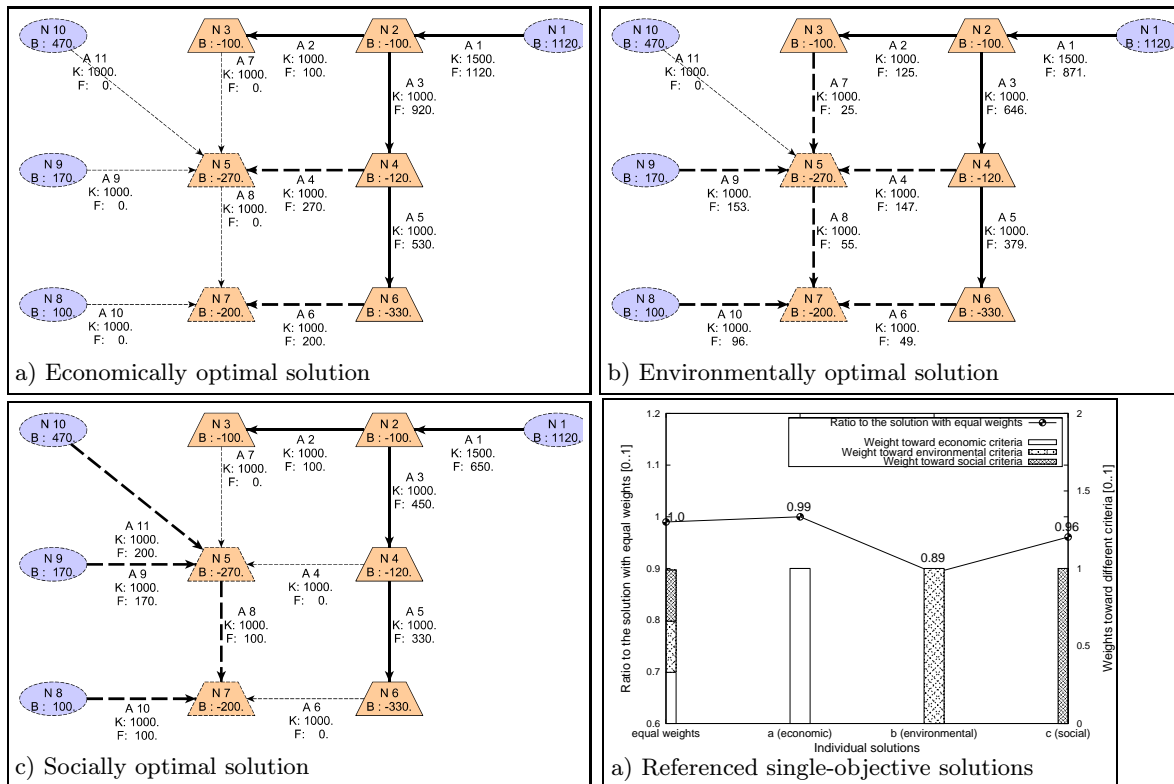 N 10
B : 470.
N 3
B : -100.
A 2
K: 1000.
F: 100.
N 2
B : -100.
A 1
K: 1500.
F: 1120.
N 1
B : 1120.
A 11
K: 1000.
F: 0.
A 7
K: 1000.
F: 0.
A 3
K: 1000.
F: 920.
N 9
B : 170.
A 9
K: 1000.
F: 0.
N 5
B : -270.
A 4
K: 1000.
F: 270.
N 4
B : -120.
A 8
K: 1000.
F: 0.
A 5
K: 1000.
F: 530.
N 8
B : 100.
A 10
K: 1000.
F: 0.
N 7
B : -200.
A 6
K: 1000.
F: 200.
N 6
B : -330.
a) Economically optimal solution
N 10
B : 470.
N 3
B : -100.
A 2
K: 1000.
F: 125.
N 2
B : -100.
A 1
K: 1500.
F: 871.
N 1
B : 1120.
A 11
K: 1000.
F: 0.
A 7
K: 1000.
F: 25.
A 3
K: 1000.
F: 646.
N 9
B : 170.
A 9
K: 1000.
F: 153.
N 5
B : -270.
A 4
K: 1000.
F: 147.
N 4
B : -120.
A 8
K: 1000.
F: 55.
A 5
K: 1000.
F: 379.
N 8
B : 100.
A 10
K: 1000.
F: 96.
N 7
B : -200.
A 6
K: 1000.
F: 49.
N 6
B : -330.
b) Environmentally optimal solution
N 10
B : 470.
N 3
B : -100.
A 2
K: 1000.
F: 100.
N 2
B : -100.
A 1
K: 1500.
F: 650.
N 1
B : 1120.
A 7
K: 1000.
F: 0.
A 3
K: 1000.
F: 450.
A 11
K: 1000.
F: 200.
N 9
B : 170.
A 9
K: 1000.
F: 170.
N 5
B : -270.
A 4
K: 1000.
F: 0.
N 4
B : -120.
A 8
K: 1000.
F: 100.
A 5
K: 1000.
F: 330.
N 8
B : 100.
A 10
K: 1000.
F: 100.
N 7
B : -200.
A 6
K: 1000.
F: 0.
N 6
B : -330.
c) Socially optimal solution
Ratio to the solution with equal weights
Weight toward economic criteria
Weight toward environmental criteria
Weight toward social criteria
Ratio to the solution with equal weights [0..1]
1.2
1.1
1
0.9
0.8
0.7
0.6
1.0
0.99
0.89
0.96
2
1.5
1
0.5
0
Weights toward different criteria [0..1]
equal weights
a (economic)
b (environmental)
c (social)
Individual solutions
a) Referenced single-objective solutions